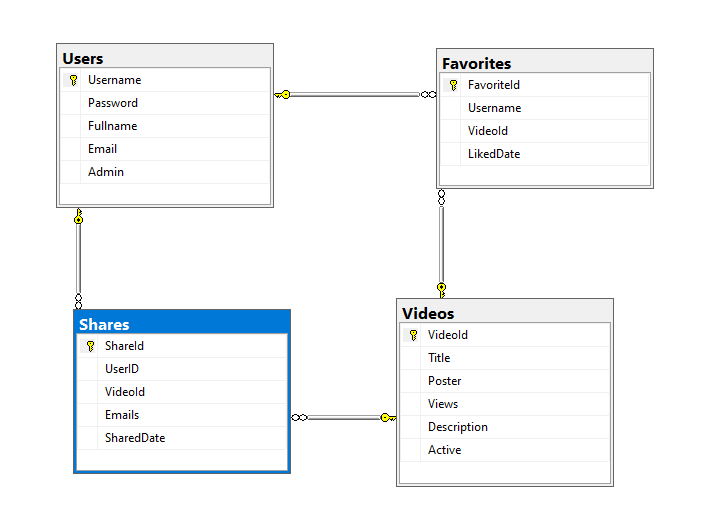 Users
Username
Password
Fullname
Email
Admin
Favorites
FavoriteId
Username
VideoId
LikedDate
Shares
ShareId
UserID
VideoId
Emails
SharedDate
Videos
VideoId
Title
Poster
Views
Description
Active